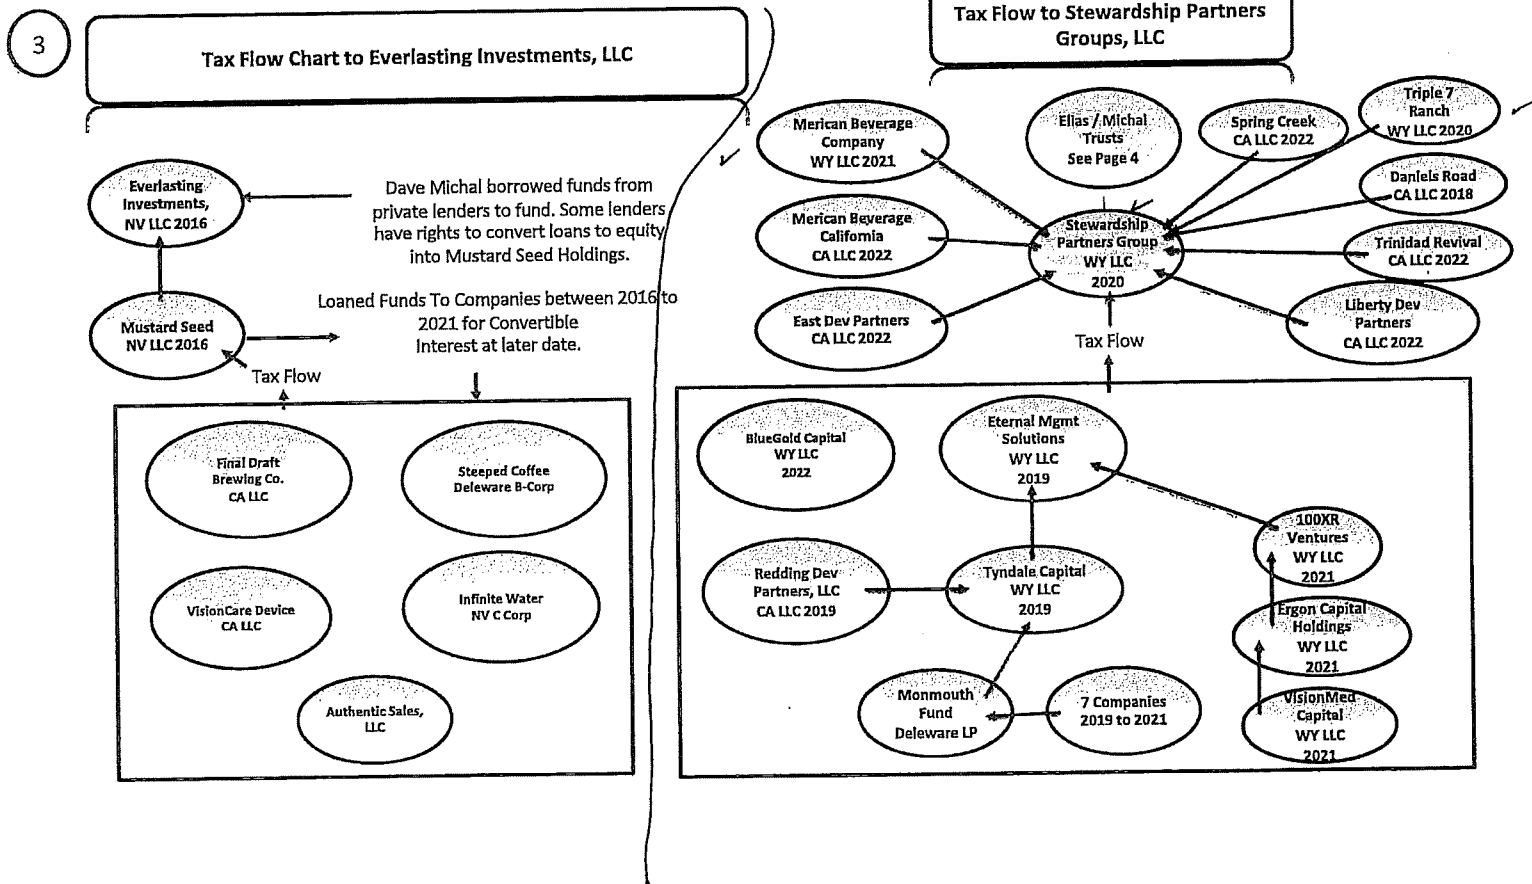 3
Tax Flow Chart to Everlasting Investments, LLC
Everlasting
Investments,
NV LLC 2016
Dave Michal borrowed funds from
private lenders to fund. Some lenders
have rights to convert loans to equity
into Mustard Seed Holdings.
Mustard Seed
NV LLC 2016
Loaned Funds To Companies between 2016 to
2021 for Convertible
Interest at later date.
Tax Flow
Final Draft
Brewing Co.
CA LLC
Steeped Coffee
Deleware B-Corp
VisionCare Device
CA LLC
Infinite Water
NV C Corp
Authentic Sales,
LLC
Tax Flow to Stewardship Partners
Groups, LLC
Merican Beverage
Company
WY LLC 2021
Elias / Michal
Trusts
See Page 4
Spring Creek
CA LLC 2022
Triple 7
Ranch
WY LLC 2020
Daniels Road
CA LLC 2018
Merican Beverage
California
CA LLC 2022
Stewardship
Partners Group
WY LLC
2020
Trinidad Revival
CA LLC 2022
East Dev Partners
CA LLC 2022
Liberty Dev
Partners
CA LLC 2022
Tax Flow
BlueGold Capital
WY LLC
2022
Eternal Mgmt
Solutions
WY LLC
2019
100XR
Ventures
WY LLC
2021
Redding Dev
Partners, LLC
CA LLC 2019
Tyndale Capital
WY LLC
2019
Ergon Capital
Holdings
WY LLC
2021
Monmouth
Fund
Deleware LP
7 Companies
2019 to 2021
VisionMed
Capital
WY LLC
2021